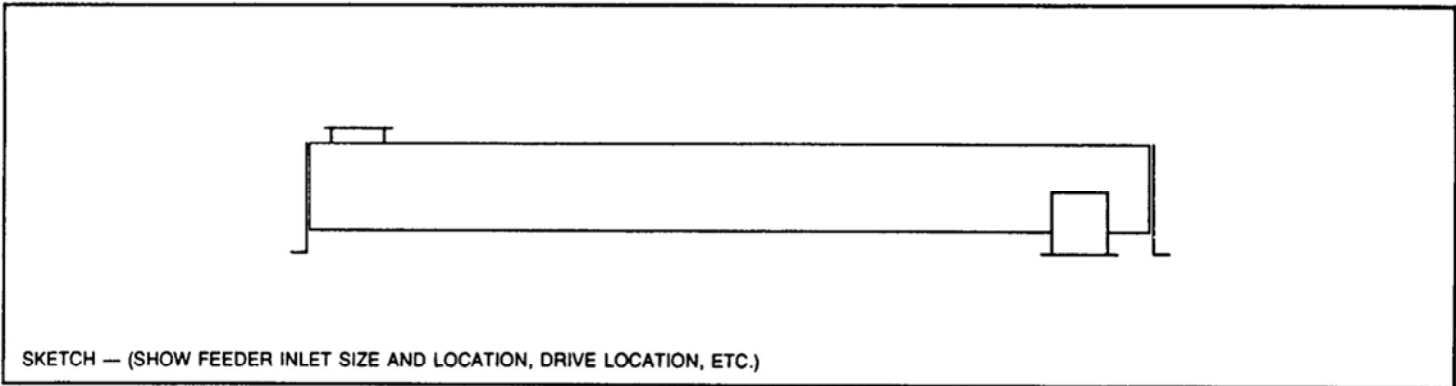 SKETCH — (SHOW FEEDER INLET SIZE AND LOCATION, DRIVE LOCATION, ETC.)